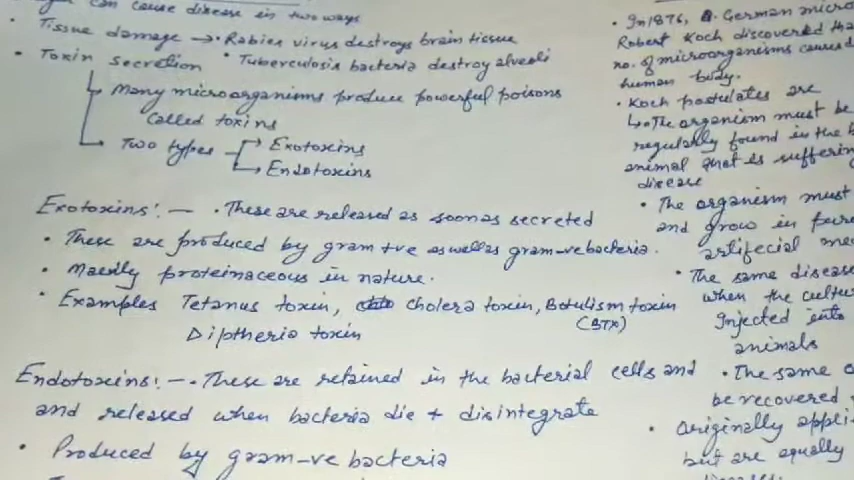 can cause disease in two ways
• Tissue damage → • Rabies virus destroys brain tissue
• Tuberculosis bacteria destroy alveoli
• Toxin secretion
Many microorganisms produce powerful poisons
called toxins
Two types → Exotoxins
→ Endotoxins
Exotoxins :— • These are released as soon as secreted
• These are produced by gram +ve as well as gram -ve bacteria.
• Mainly proteinaceous in nature.
• Examples Tetanus toxin, cholera toxin, Botulism toxin
(BTX)
Diptheria toxin
Endotoxins :— • These are retained in the bacterial cells and
and released when bacteria die + disintegrate
• Produced by gram -ve bacteria
• In 1876, a German micro
Robert Koch discovered tha
no. of microorganisms caused
human body.
• Koch postulates are
↳ The organism must be
regularly found in the
animal that is suffering
disease
• The organism must
and grow in pure
artifecial me
• The same disease
when the cultur
Injected into
animals
• The same
be recovered
• Originally appli
but are equally